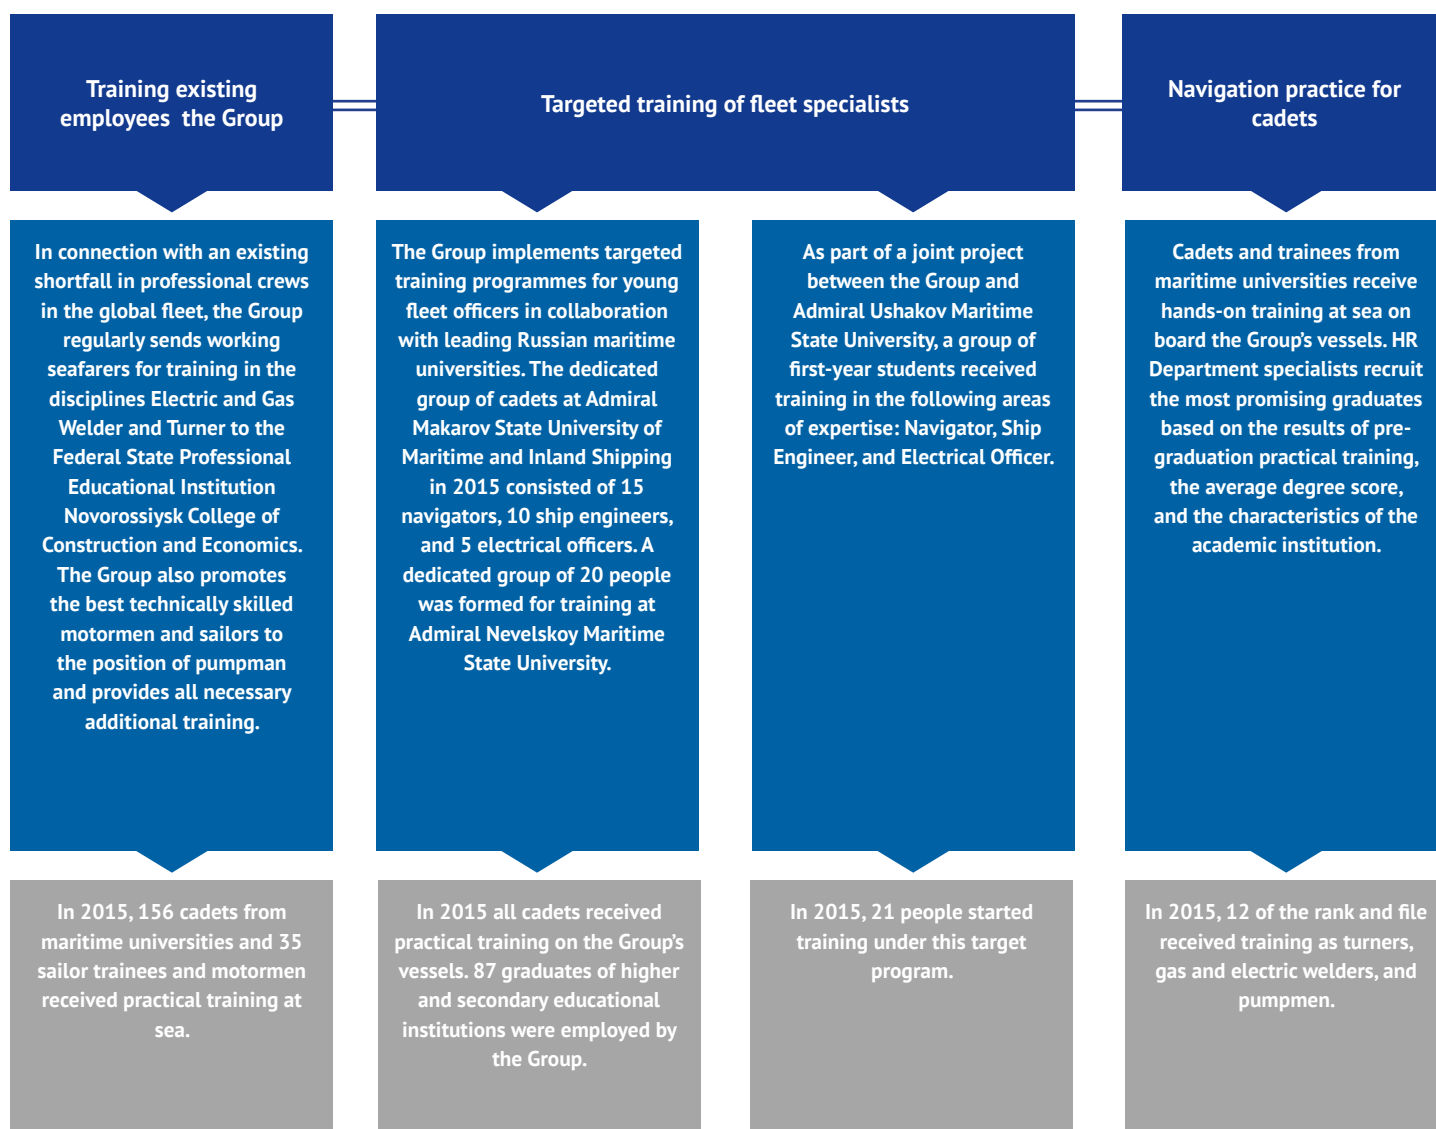 Training existing
employees  the Group
Targeted training of fleet specialists
Navigation practice for
cadets
In connection with an existing
shortfall in professional crews
in the global fleet, the Group
regularly sends working
seafarers for training in the
disciplines Electric and Gas
Welder and Turner to the
Federal State Professional
Educational Institution
Novorossiysk College of
Construction and Economics.
The Group also promotes
the best technically skilled
motormen and sailors to
the position of pumpman
and provides all necessary
additional training.
The Group implements targeted
training programmes for young
fleet officers in collaboration
with leading Russian maritime
universities. The dedicated
group of cadets at Admiral
Makarov State University of
Maritime and Inland Shipping
in 2015 consisted of 15
navigators, 10 ship engineers,
and 5 electrical officers. A
dedicated group of 20 people
was formed for training at
Admiral Nevelskoy Maritime
State University.
As part of a joint project
between the Group and
Admiral Ushakov Maritime
State University, a group of
first-year students received
training in the following areas
of expertise: Navigator, Ship
Engineer, and Electrical Officer.
Cadets and trainees from
maritime universities receive
hands-on training at sea on
board the Group's vessels. HR
Department specialists recruit
the most promising graduates
based on the results of pre-
graduation practical training,
the average degree score,
and the characteristics of the
academic institution.
In 2015, 156 cadets from
maritime universities and 35
sailor trainees and motormen
received practical training at
sea.
In 2015 all cadets received
practical training on the Group's
vessels. 87 graduates of higher
and secondary educational
institutions were employed by
the Group.
In 2015, 21 people started
training under this target
program.
In 2015, 12 of the rank and file
received training as turners,
gas and electric welders, and
pumpmen.